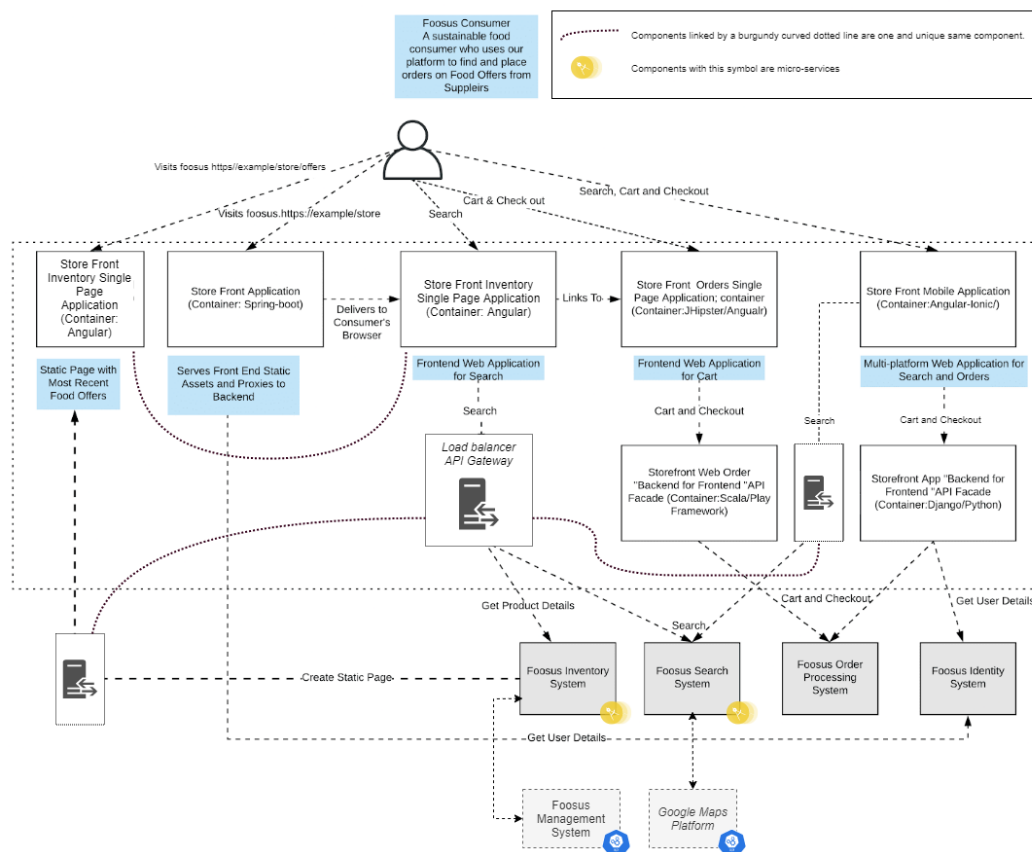 Foosus Consumer
A sustainable food
consumer who uses our
platform to find and place
orders on Food Offers from
Suppleirs
Components linked by a burgundy curved dotted line are one and unique same component.
Components with this symbol are micro-services
Visits foosus https//example/store/offers
Visits foosus.https://example/store
Search
Cart & Check out
Search, Cart and Checkout
Store Front
Inventory Single
Page
Application
(Container:
Angular)
Store Front Application
(Container: Spring-boot)
Delivers to
Consumer's
Browser
Store Front Inventory
Single Page Application
(Container: Angular)
Links To
Store Front Orders Single
Page Application; container
(Container:JHipster/Angualr)
Store Front Mobile Application
(Container:Angular-Ionic/)
Static Page with
Most Recent
Food Offers
Serves Front End Static
Assets and Proxies to
Backend
Frontend Web Application
for Search
Frontend Web Application
for Cart
Multi-platform Web Application for
Search and Orders
Search
Cart and Checkout
Search
Cart and Checkout
Load balancer
API Gateway
Storefront Web Order
"Backend for Frontend "API
Facade (Container:Scala/Play
Framework)
Storefront App "Backend for
Frontend "API Facade
(Container:Django/Python)
Get Product Details
Search
Cart and Checkout
Get User Details
Create Static Page
Foosus Inventory
System
Foosus Search
System
Foosus Order
Processing
System
Foosus Identity
System
Get User Details
Foosus
Management
System
Google Maps
Platform